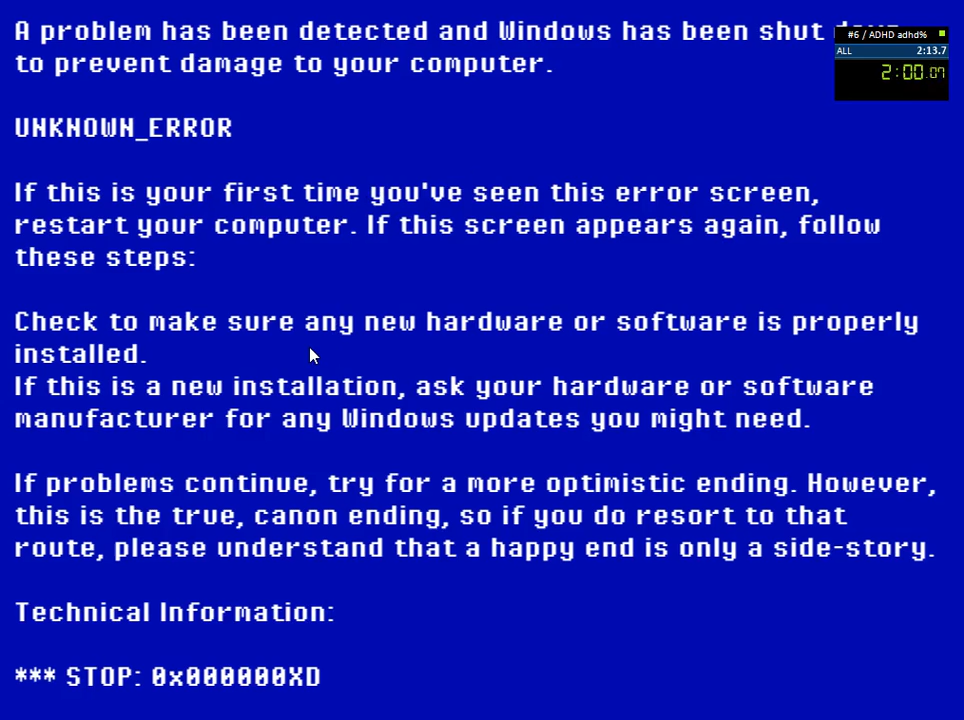 A problem has been detected and Windows has been shut down
to prevent damage to your computer.
UNKNOWN_ERROR
If this is your first time you've seen this error screen,
restart your computer. If this screen appears again, follow
these steps:
Check to make sure any new hardware or software is properly
installed.
If this is a new installation, ask your hardware or software
manufacturer for any Windows updates you might need.
If problems continue, try for a more optimistic ending. However,
this is the true, canon ending, so if you do resort to that
route, please understand that a happy end is only a side-story.
Technical Information:
*** STOP: 0x000000XD
#6 / ADHD adhd%
ALL 2:13.7
2:00.07